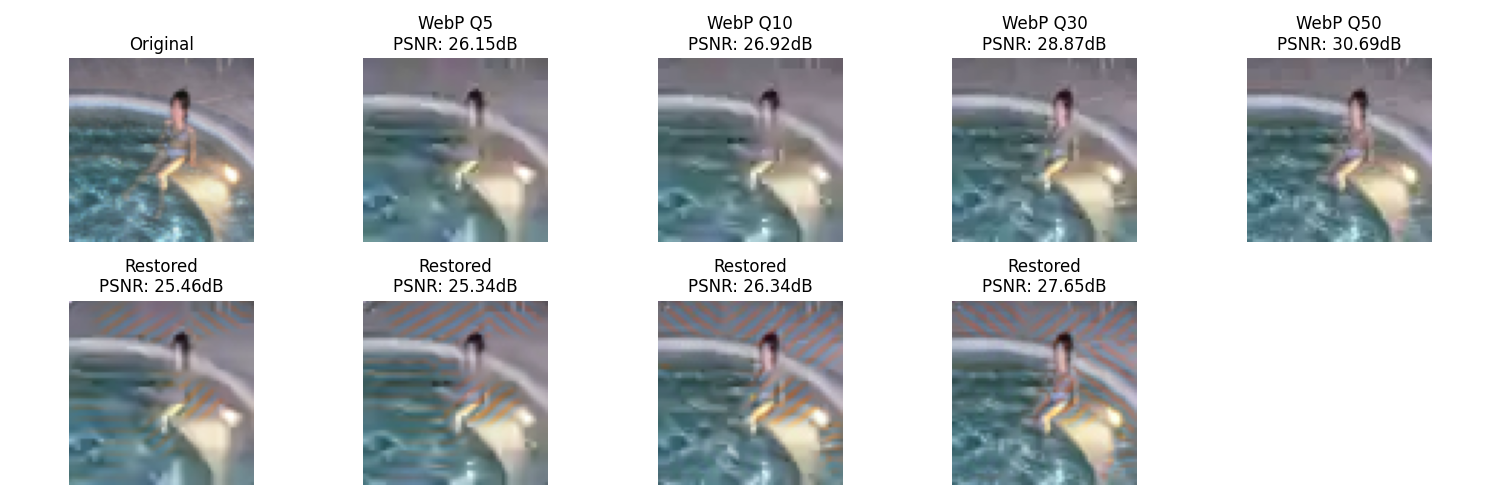 Original
WebP Q5
PSNR: 26.15dB
WebP Q10
PSNR: 26.92dB
WebP Q30
PSNR: 28.87dB
WebP Q50
PSNR: 30.69dB
Restored
PSNR: 25.46dB
Restored
PSNR: 25.34dB
Restored
PSNR: 26.34dB
Restored
PSNR: 27.65dB